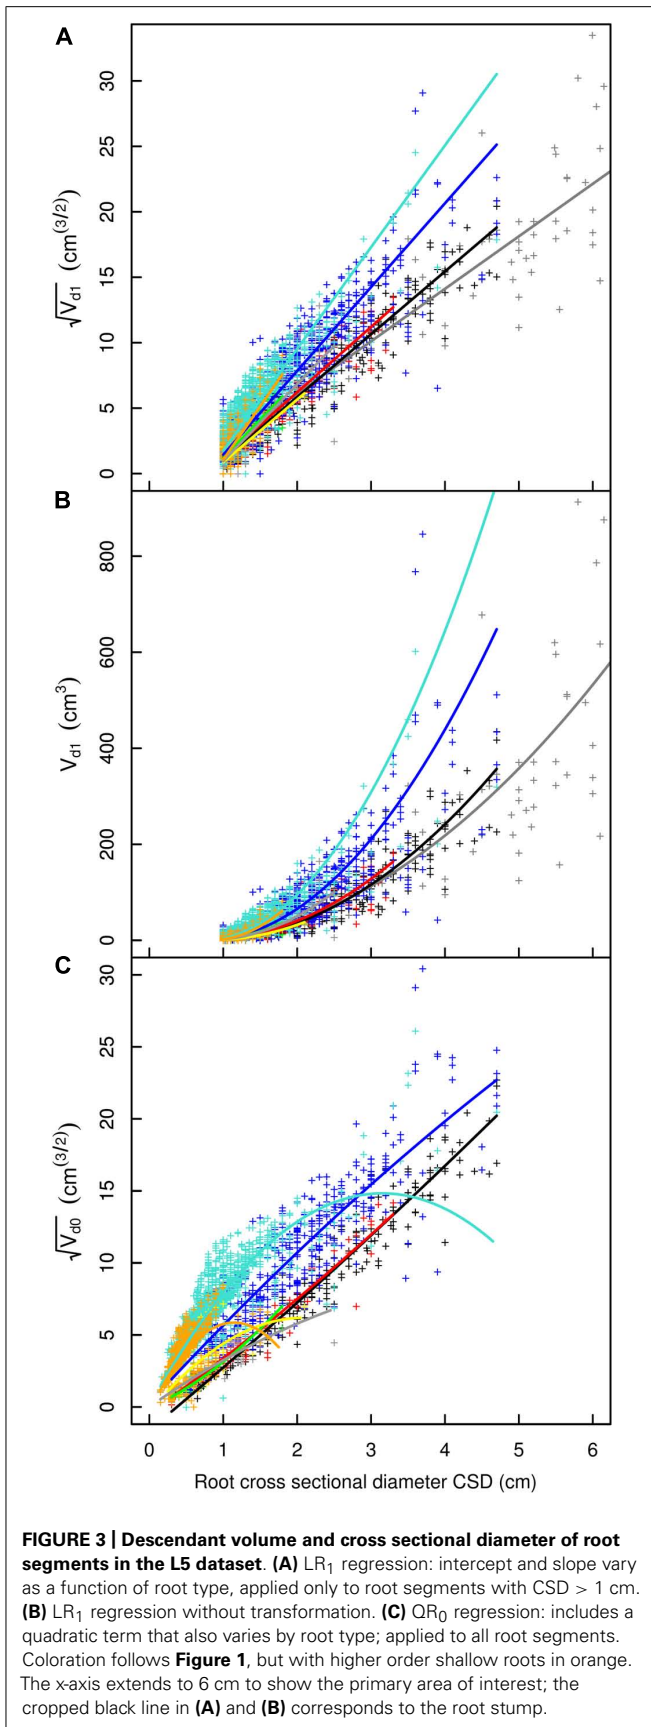 A
30
25
20
15
10
5
0
√Vd1 (cm(3/2))
B
800
600
400
200
0
Vd1 (cm3)
C
30
25
20
15
10
5
0
√Vd0 (cm(3/2))
0 1 2 3 4 5 6
Root cross sectional diameter CSD (cm)
FIGURE 3 | Descendant volume and cross sectional diameter of root
segments in the L5 dataset. (A) LR1 regression: intercept and slope vary
as a function of root type, applied only to root segments with CSD > 1 cm.
(B) LR1 regression without transformation. (C) QR0 regression: includes a
quadratic term that also varies by root type; applied to all root segments.
Coloration follows Figure 1, but with higher order shallow roots in orange.
The x-axis extends to 6 cm to show the primary area of interest; the
cropped black line in (A) and (B) corresponds to the root stump.